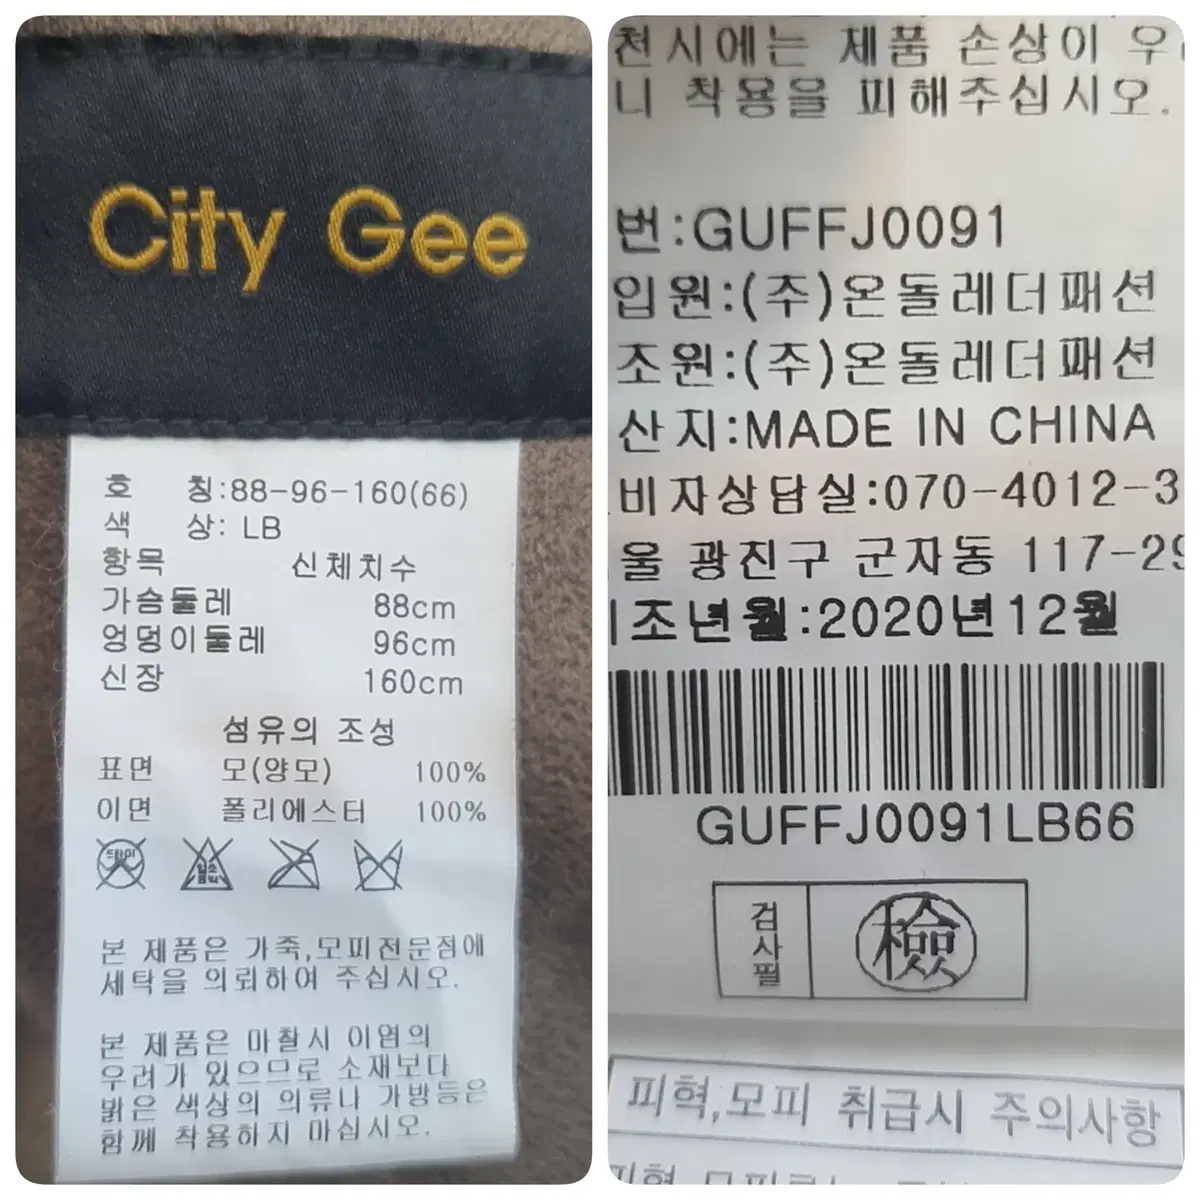 City Gee
호 칭:88-96-160(66)
색 상: LB
항목 신체치수
가슴둘레 88cm
엉덩이둘레 96cm
신장 160cm
섬유의 조성
표면 모(양모) 100%
이면 폴리에스터 100%
드라이
염소
표백
본 제품은 가죽,모피전문점에
세탁을 의뢰하여 주십시오.
본 제품은 마찰시 이염의
우려가 있으므로 소재보다
밝은 색상의 의류나 가방등은
함께 착용하지 마십시오.
천시에는 제품 손상이 우
니 착용을 피해주십시오.
번:GUFFJ0091
입원:(주)온돌레더패션
조원:(주)온돌레더패션
산지:MADE IN CHINA
비자상담실:070-4012-3
울 광진구 군자동 117-29
조년월:2020년12월
GUFFJ0091LB66
검사필
檢
피혁,모피 취급시 주의사항